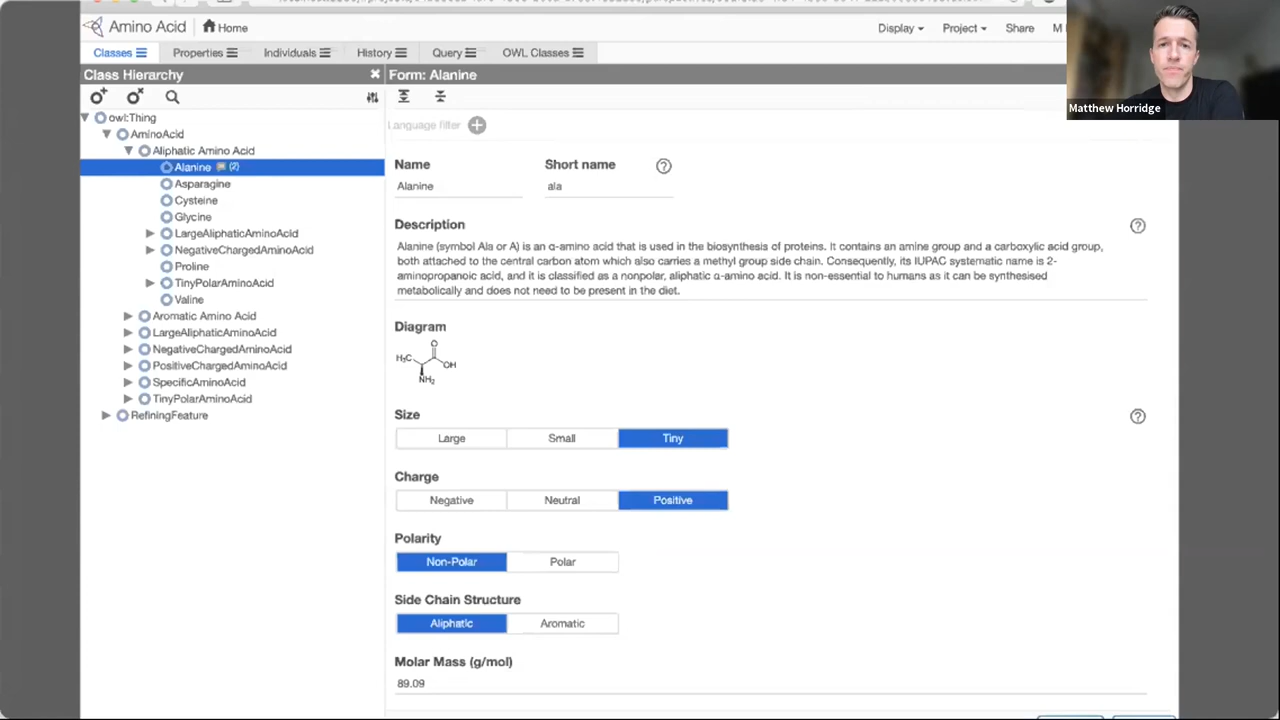 Amino Acid
Home
Display
Project
Share
M
Classes
Properties
Individuals
History
Query
OWL Classes
Class Hierarchy
Form: Alanine
Matthew Horridge
Language filter
owl:Thing
AminoAcid
Aliphatic Amino Acid
Alanine (2)
Asparagine
Cysteine
Glycine
LargeAliphaticAminoAcid
NegativeChargedAminoAcid
Proline
TinyPolarAminoAcid
Valine
Aromatic Amino Acid
LargeAliphaticAminoAcid
NegativeChargedAminoAcid
PositiveChargedAminoAcid
SpecificAminoAcid
TinyPolarAminoAcid
RefiningFeature
Name
Short name
Alanine
ala
Description
Alanine (symbol Ala or A) is an α-amino acid that is used in the biosynthesis of proteins. It contains an amine group and a carboxylic acid group,
both attached to the central carbon atom which also carries a methyl group side chain. Consequently, its IUPAC systematic name is 2-
aminopropanoic acid, and it is classified as a nonpolar, aliphatic α-amino acid. It is non-essential to humans as it can be synthesised
metabolically and does not need to be present in the diet.
Diagram
O
H₃C
OH
NH₂
Size
Large
Small
Tiny
Charge
Negative
Neutral
Positive
Polarity
Non-Polar
Polar
Side Chain Structure
Aliphatic
Aromatic
Molar Mass (g/mol)
89.09